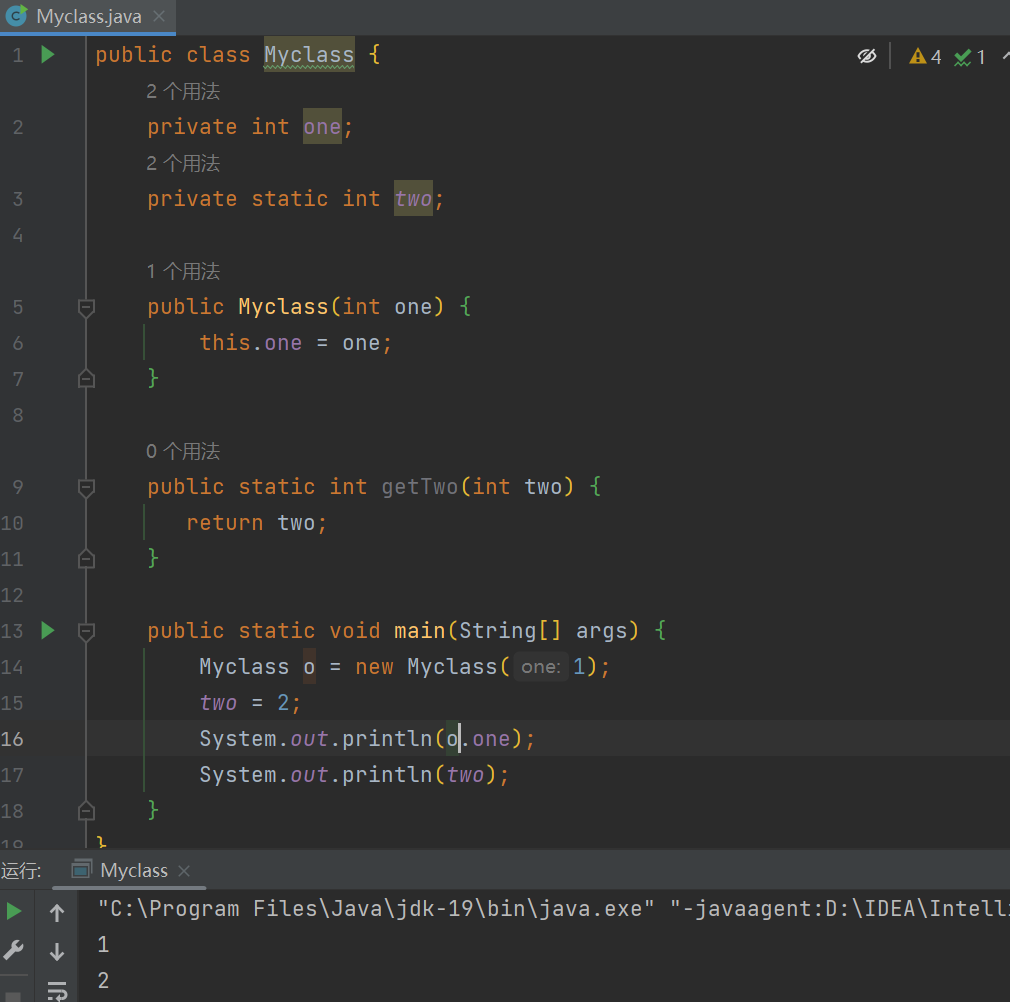 Myclass.java
1 public class Myclass { 4 1
2 个用法
2 private int one;
2 个用法
3 private static int two;
4
1 个用法
5 public Myclass(int one) {
6 this.one = one;
7 }
8
0 个用法
9 public static int getTwo(int two) {
10 return two;
11 }
12
13 public static void main(String[] args) {
14 Myclass o = new Myclass( one: 1);
15 two = 2;
16 System.out.println(o.one);
17 System.out.println(two);
18 }
19 }
运行: Myclass
"C:\Program Files\Java\jdk-19\bin\java.exe" "-javaagent:D:\IDEA\Intelli
1
2